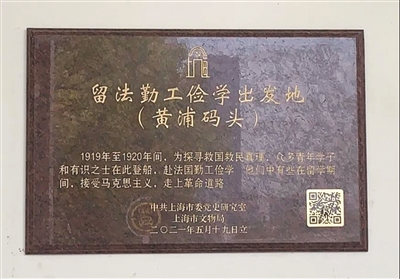 留法勤工俭学出发地
（黄浦码头）
1919年至1920年间，为探寻救国救民真理，众多青年学子
和有识之士在此登船，赴法国勤工俭学。他们中有些在留学期
间，接受马克思主义，走上革命道路
中共上海市委党史研究室
上海市文物局
二〇二一年五月十九日立